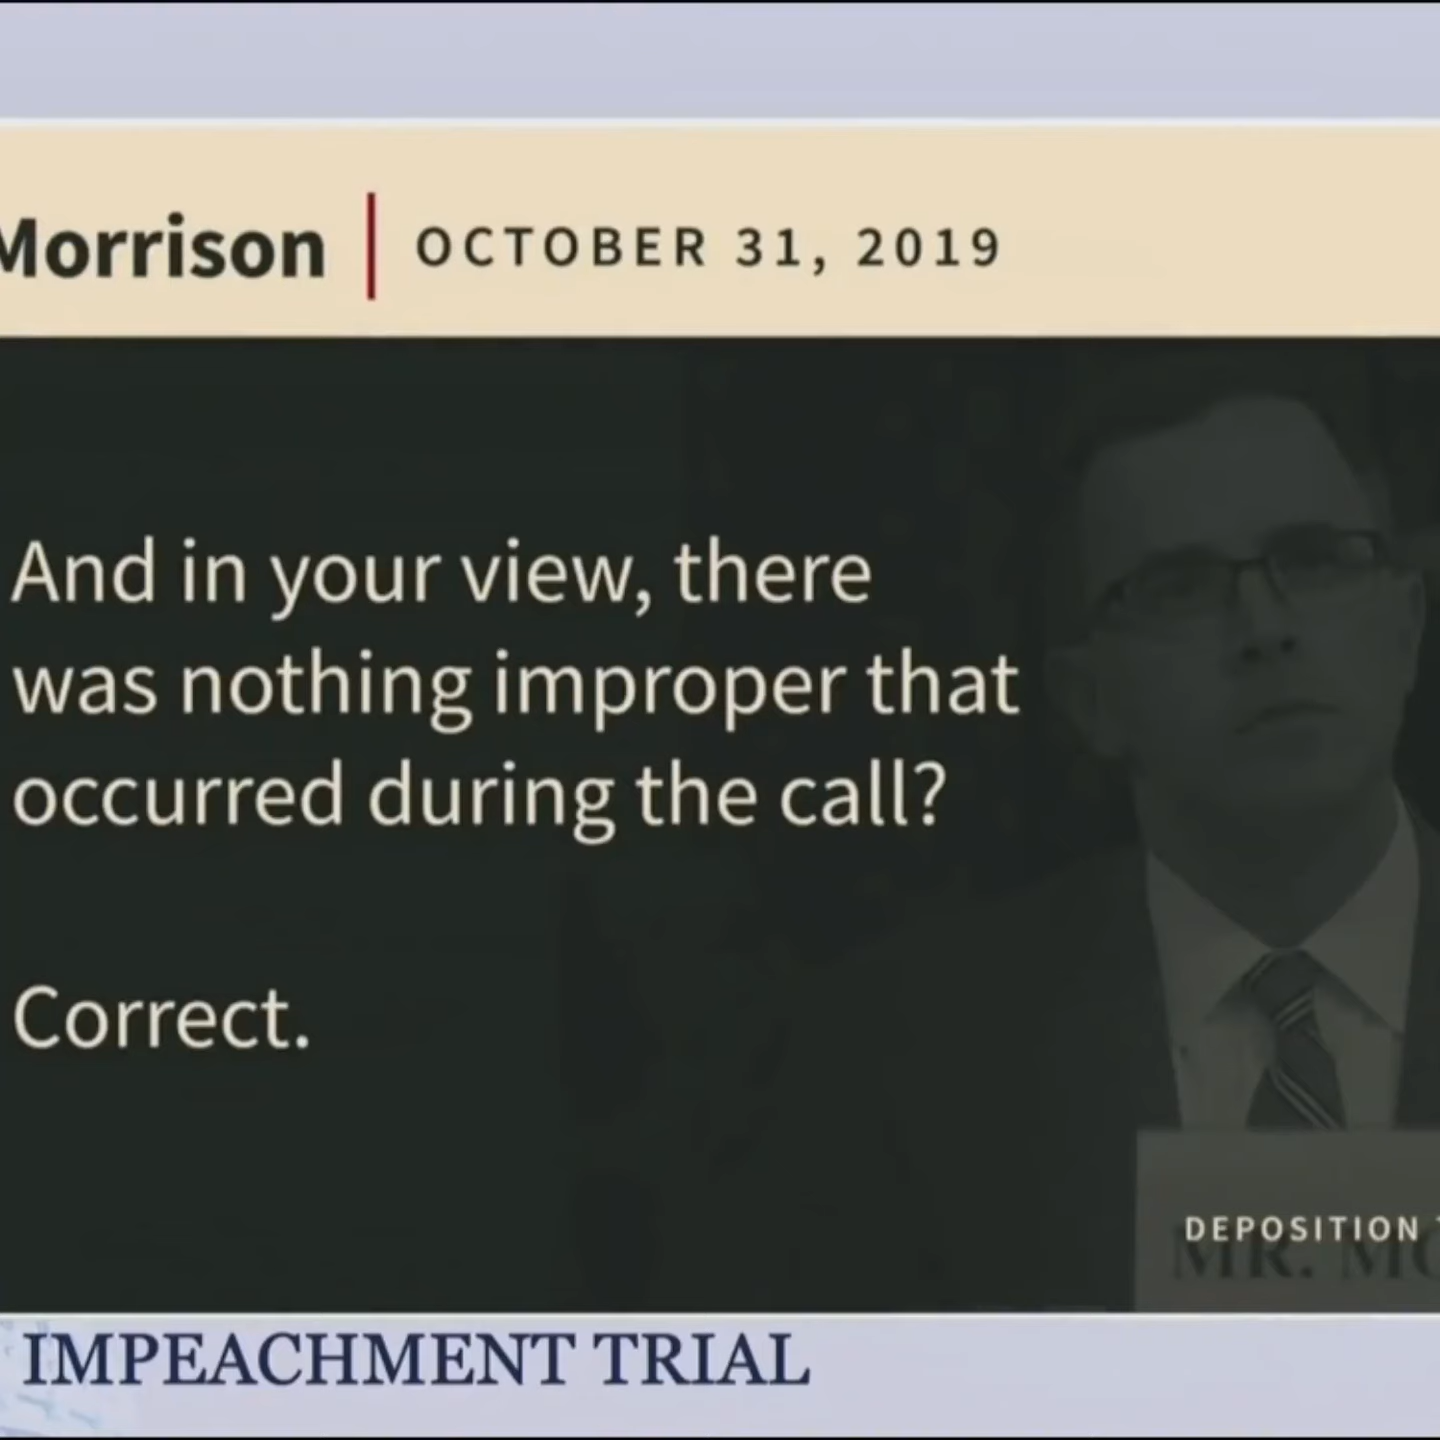 Morrison
OCTOBER 31, 2019
And in your view, there
was nothing improper that
occurred during the call?
Correct.
DEPOSITION
MR.
IMPEACHMENT TRIAL